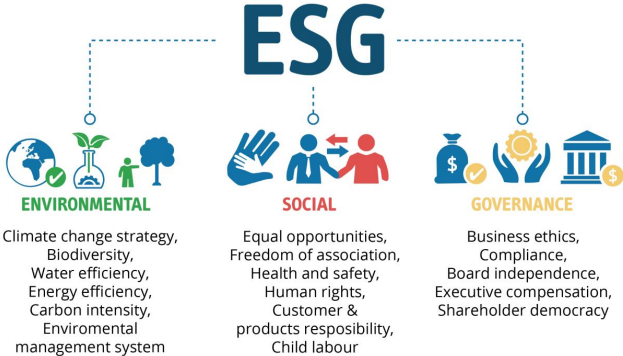 ESG
ENVIRONMENTAL
Climate change strategy,
Biodiversity,
Water efficiency,
Energy efficiency,
Carbon intensity,
Enviromental
management system
SOCIAL
Equal opportunities,
Freedom of association,
Health and safety,
Human rights,
Customer &
products resposibility,
Child labour
$
$
GOVERNANCE
Business ethics,
Compliance,
Board independence,
Executive compensation,
Shareholder democracy